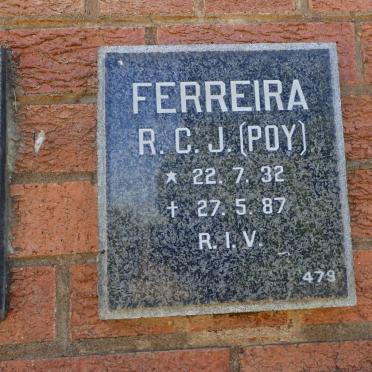 FERREIRA
R. C. J. (POY)
★ 22. 7. 32
† 27. 5. 87
R. I. V.
479